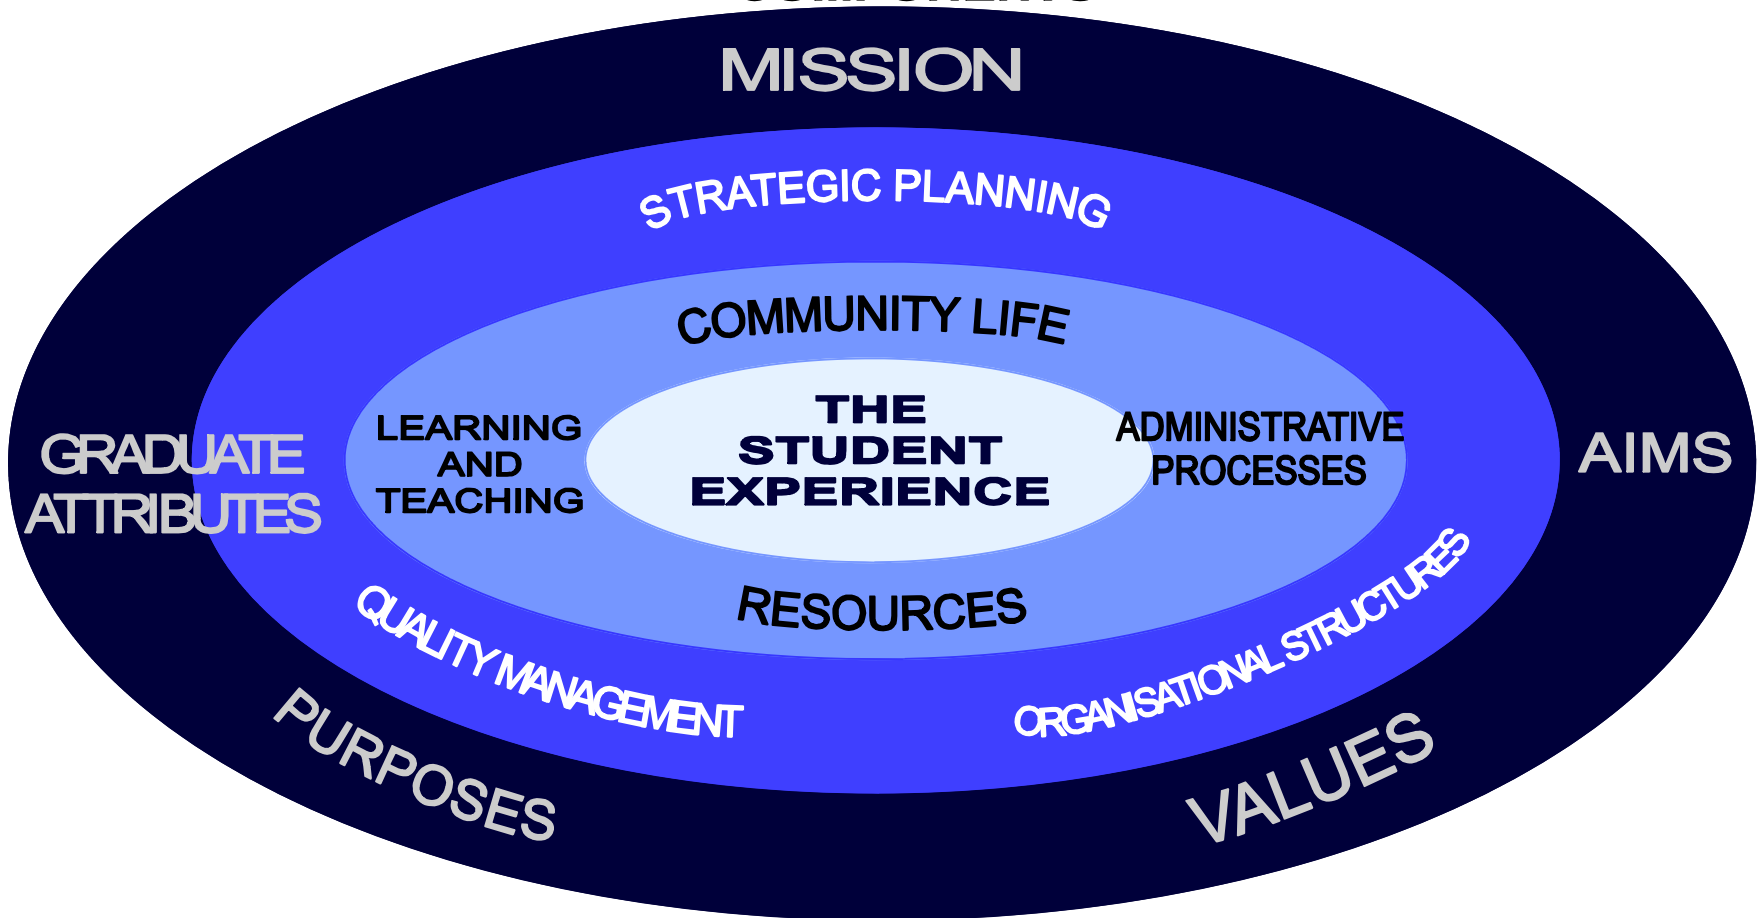 COMPONENTS
MISSION
STRATEGIC PLANNING
COMMUNITY LIFE
THE
STUDENT
EXPERIENCE
LEARNING
AND
TEACHING
ADMINISTRATIVE
PROCESSES
GRADUATE
ATTRIBUTES
AIMS
RESOURCES
QUALITY MANAGEMENT
ORGANISATIONAL STRUCTURES
PURPOSES
VALUES